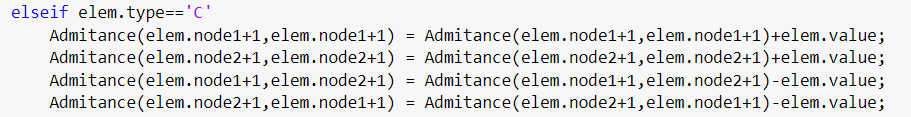 elseif elem.type=='C'
Admitance(elem.node1+1,elem.node1+1) = Admitance(elem.node1+1,elem.node1+1)+elem.value;
Admitance(elem.node2+1,elem.node2+1) = Admitance(elem.node2+1,elem.node2+1)+elem.value;
Admitance(elem.node1+1,elem.node2+1) = Admitance(elem.node1+1,elem.node2+1)-elem.value;
Admitance(elem.node2+1,elem.node1+1) = Admitance(elem.node2+1,elem.node1+1)-elem.value;